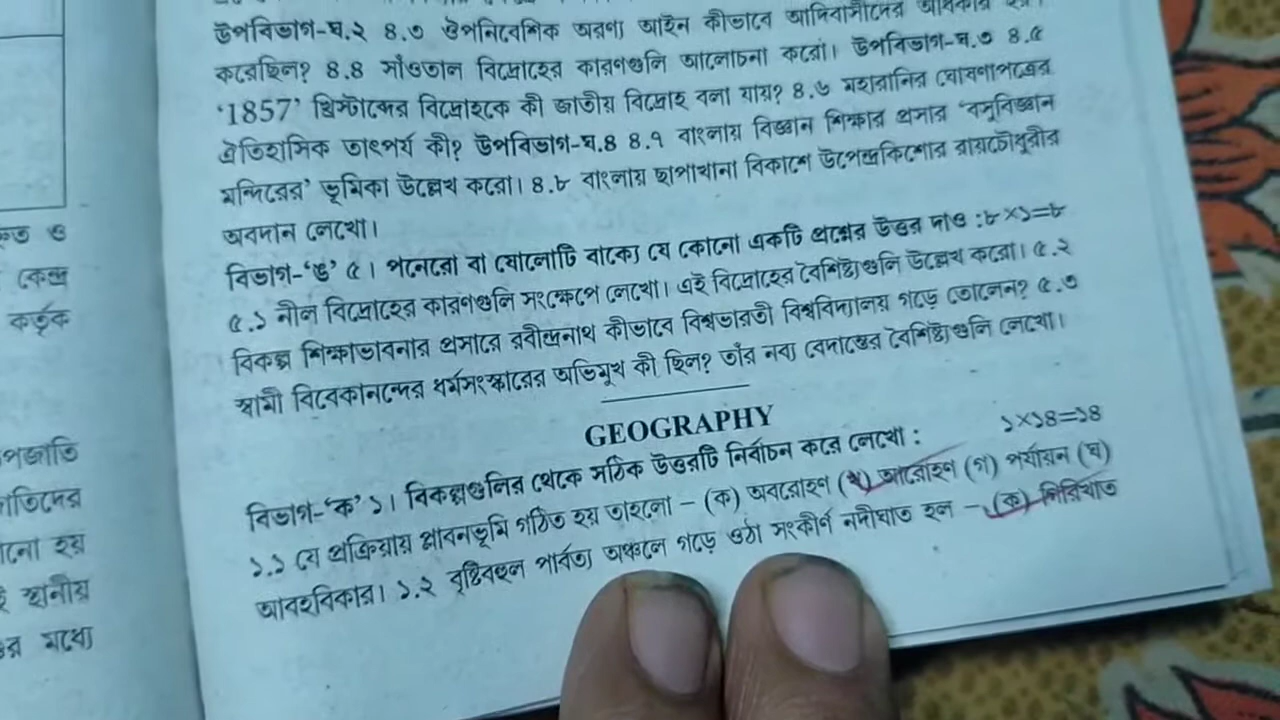 উপবিভাগ-ঘ.২ ৪.৩ ঔপনিবেশিক অরণ্য আইন কীভাবে আদিবাসীদের অধিকার
করেছিল? ৪.৪ সাঁওতাল বিদ্রোহের কারণগুলি আলোচনা করো। উপবিভাগ-ঘ.৩ ৪.৫
‘1857’ খ্রিস্টাব্দের বিদ্রোহকে কী জাতীয় বিদ্রোহ বলা যায়? ৪.৬ মহারানির ঘোষণাপত্রের
ঐতিহাসিক তাৎপর্য কী? উপবিভাগ-ঘ.৪ ৪.৭ বাংলায় বিজ্ঞান শিক্ষার প্রসার ‘বসুবিজ্ঞান
মন্দিরের’ ভূমিকা উল্লেখ করো। ৪.৮ বাংলায় ছাপাখানা বিকাশে উপেন্দ্রকিশোর রায়চৌধুরীর
অবদান লেখো।
বিভাগ-‘ঙ’ ৫। পনেরো বা ষোলোটি বাক্যে যে কোনো একটি প্রশ্নের উত্তর দাও :৮×১=৮
৫.১ নীল বিদ্রোহের কারণগুলি সংক্ষেপে লেখো। এই বিদ্রোহের বৈশিষ্ট্যগুলি উল্লেখ করো। ৫.২
বিকল্প শিক্ষাভাবনার প্রসারে রবীন্দ্রনাথ কীভাবে বিশ্বভারতী বিশ্ববিদ্যালয় গড়ে তোলেন? ৫.৩
স্বামী বিবেকানন্দের ধর্মসংস্কারের অভিমুখ কী ছিল? তাঁর নব্য বেদান্তের বৈশিষ্ট্যগুলি লেখো।
GEOGRAPHY
বিভাগ-‘ক’ ১। বিকল্পগুলির থেকে সঠিক উত্তরটি নির্বাচন করে লেখো : ১×১৪=১৪
১.১ যে প্রক্রিয়ায় প্লাবনভূমি গঠিত হয় তাহলো – (ক) অবরোহণ (খ) আরোহণ (গ) পর্যায়ন (ঘ)
আবহবিকার। ১.২ বৃষ্টিবহুল পার্বত্য অঞ্চলে গড়ে ওঠা সংকীর্ণ নদীখাত হল – (ক) গিরিখাত
ও
কেন্দ্র
কর্তৃক
পজাতি
হয়
স্থানীয়
মধ্যে